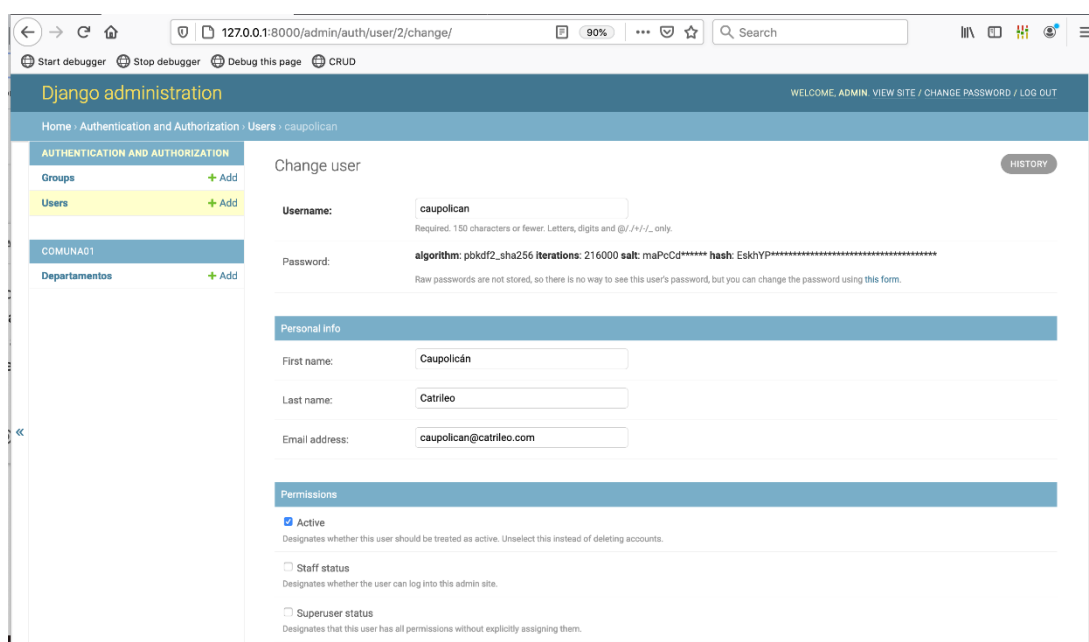 127.0.0.1:8000/admin/auth/user/2/change/
90%
Search
Start debugger Stop debugger Debug this page CRUD
Django administration
WELCOME, ADMIN. VIEW SITE / CHANGE PASSWORD / LOG OUT
Home › Authentication and Authorization › Users › caupolican
AUTHENTICATION AND AUTHORIZATION
Groups + Add
Users + Add
COMUNA01
Departamentos + Add
«
Change user
HISTORY
Username: caupolican
Required. 150 characters or fewer. Letters, digits and @/./+/-/_ only.
Password: algorithm: pbkdf2_sha256 iterations: 216000 salt: maPcCd****** hash: EskhYP**************************************
Raw passwords are not stored, so there is no way to see this user's password, but you can change the password using this form.
Personal info
First name: Caupolicán
Last name: Catrileo
Email address: caupolican@catrileo.com
Permissions
Active
Designates whether this user should be treated as active. Unselect this instead of deleting accounts.
Staff status
Designates whether the user can log into this admin site.
Superuser status
Designates that this user has all permissions without explicitly assigning them.